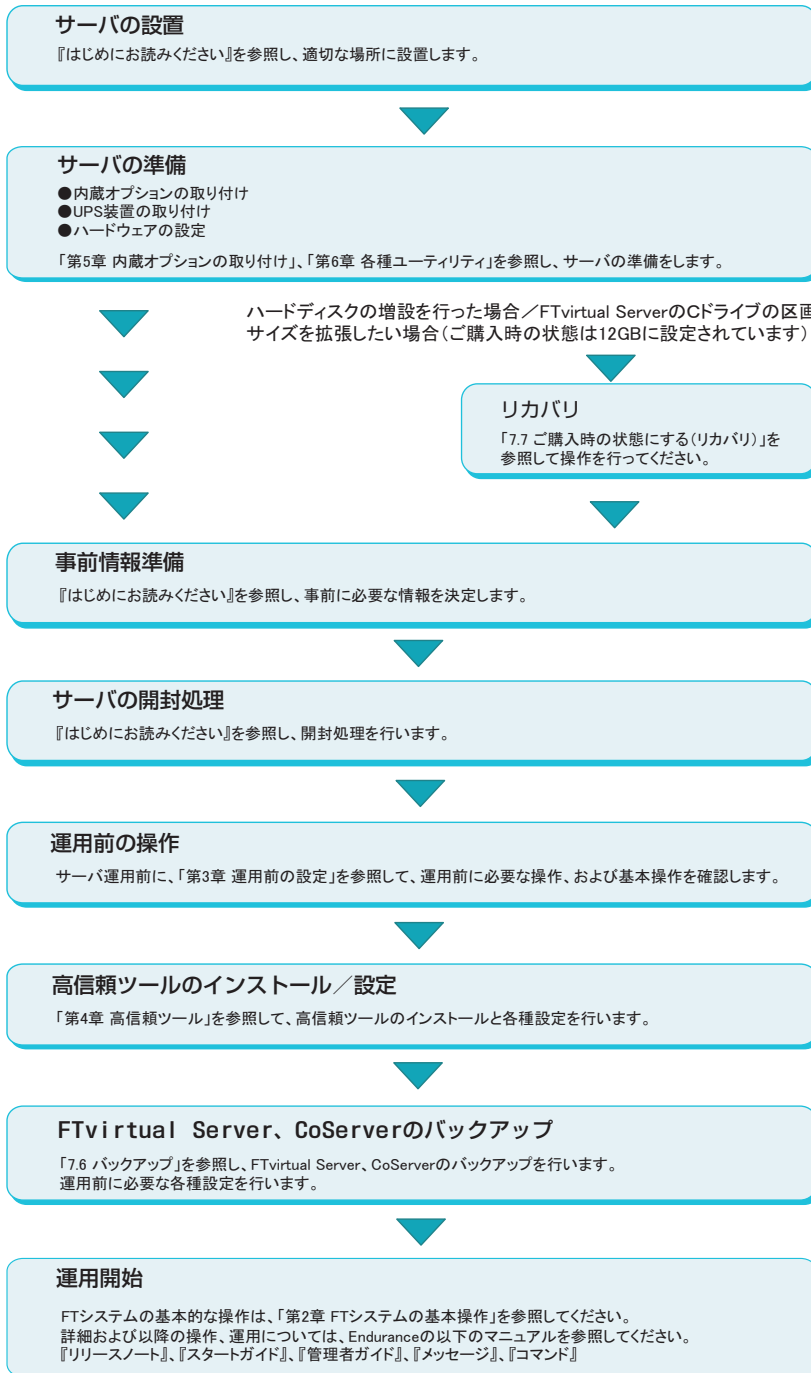 サーバの設置
『はじめにお読みください』を参照し、適切な場所に設置します。
サーバの準備
●内蔵オプションの取り付け
●UPS装置の取り付け
●ハードウェアの設定
「第5章 内蔵オプションの取り付け」、「第6章 各種ユーティリティ」を参照し、サーバの準備をします。
ハードディスクの増設を行った場合／FTvirtual ServerのCドライブの区画
サイズを拡張したい場合（ご購入時の状態は12GBに設定されています）
リカバリ
「7.7 ご購入時の状態にする（リカバリ）」を
参照して操作を行ってください。
事前情報準備
『はじめにお読みください』を参照し、事前に必要な情報を決定します。
サーバの開封処理
『はじめにお読みください』を参照し、開封処理を行います。
運用前の操作
サーバ運用前に、「第3章 運用前の設定」を参照して、運用前に必要な操作、および基本操作を確認します。
高信頼ツールのインストール／設定
「第4章 高信頼ツール」を参照して、高信頼ツールのインストールと各種設定を行います。
FTvirtual Server、CoServerのバックアップ
「7.6 バックアップ」を参照し、FTvirtual Server、CoServerのバックアップを行います。
運用前に必要な各種設定を行います。
運用開始
FTシステムの基本的な操作は、「第2章 FTシステムの基本操作」を参照してください。
詳細および以降の操作、運用については、Enduranceの以下のマニュアルを参照してください。
『リリースノート』、『スタートガイド』、『管理者ガイド』、『メッセージ』、『コマンド』